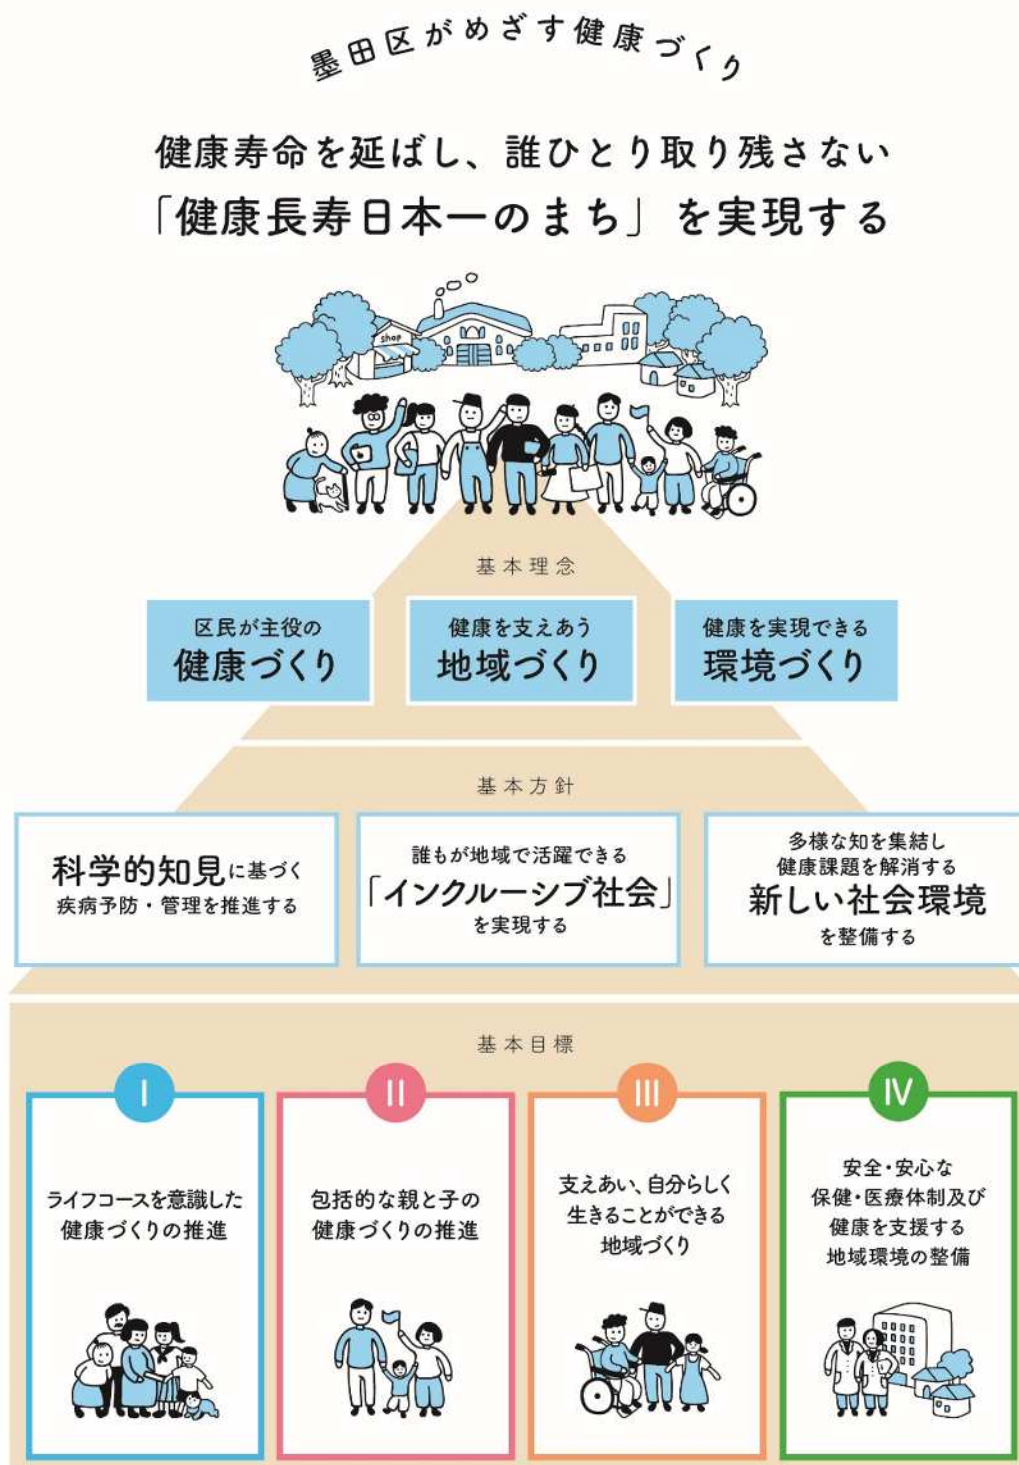 墨田区がめざす健康づくり
健康寿命を延ばし、誰ひとり取り残さない
「健康長寿日本一のまち」を実現する
shop
基本理念
区民が主役の
健康づくり
健康を支えあう
地域づくり
健康を実現できる
環境づくり
基本方針
科学的知見に基づく
疾病予防・管理を推進する
誰もが地域で活躍できる
「インクルーシブ社会」
を実現する
多様な知を集結し
健康課題を解消する
新しい社会環境
を整備する
基本目標
I
ライフコースを意識した
健康づくりの推進
II
包括的な親と子の
健康づくりの推進
III
支えあい、自分らしく
生きることができる
地域づくり
IV
安全・安心な
保健・医療体制及び
健康を支援する
地域環境の整備